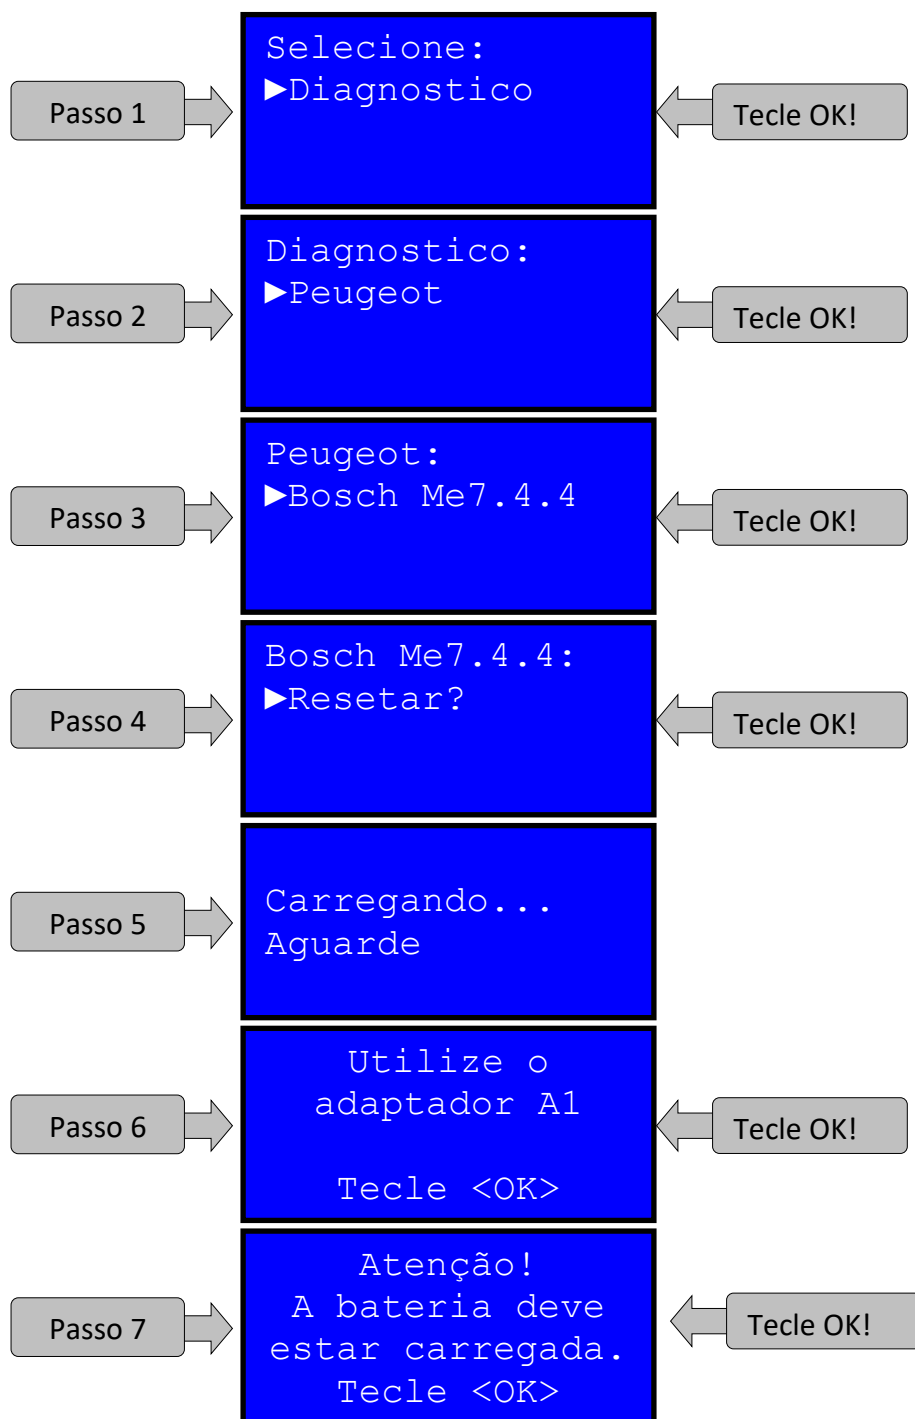 Passo 1
Selecione:
►Diagnostico
Tecle OK!
Passo 2
Diagnostico:
►Peugeot
Tecle OK!
Passo 3
Peugeot:
►Bosch Me7.4.4
Tecle OK!
Passo 4
Bosch Me7.4.4:
►Resetar?
Tecle OK!
Passo 5
Carregando...
Aguarde
Passo 6
Utilize o
adaptador A1
Tecle <OK>
Tecle OK!
Passo 7
Atenção!
A bateria deve
estar carregada.
Tecle <OK>
Tecle OK!